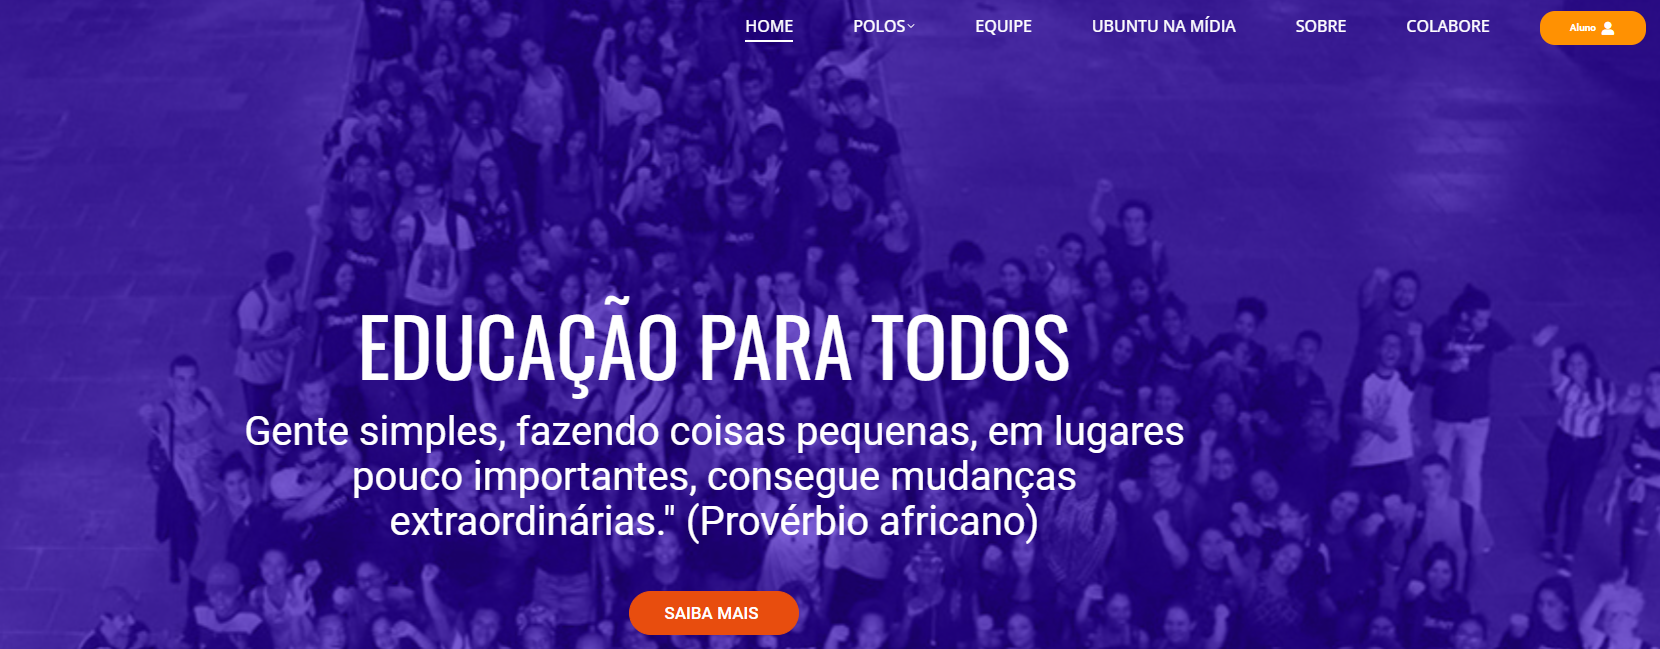 HOME POLOS EQUIPE UBUNTU NA MÍDIA SOBRE COLABORE Aluno
EDUCAÇÃO PARA TODOS
Gente simples, fazendo coisas pequenas, em lugares
pouco importantes, consegue mudanças
extraordinárias." (Provérbio africano)
SAIBA MAIS